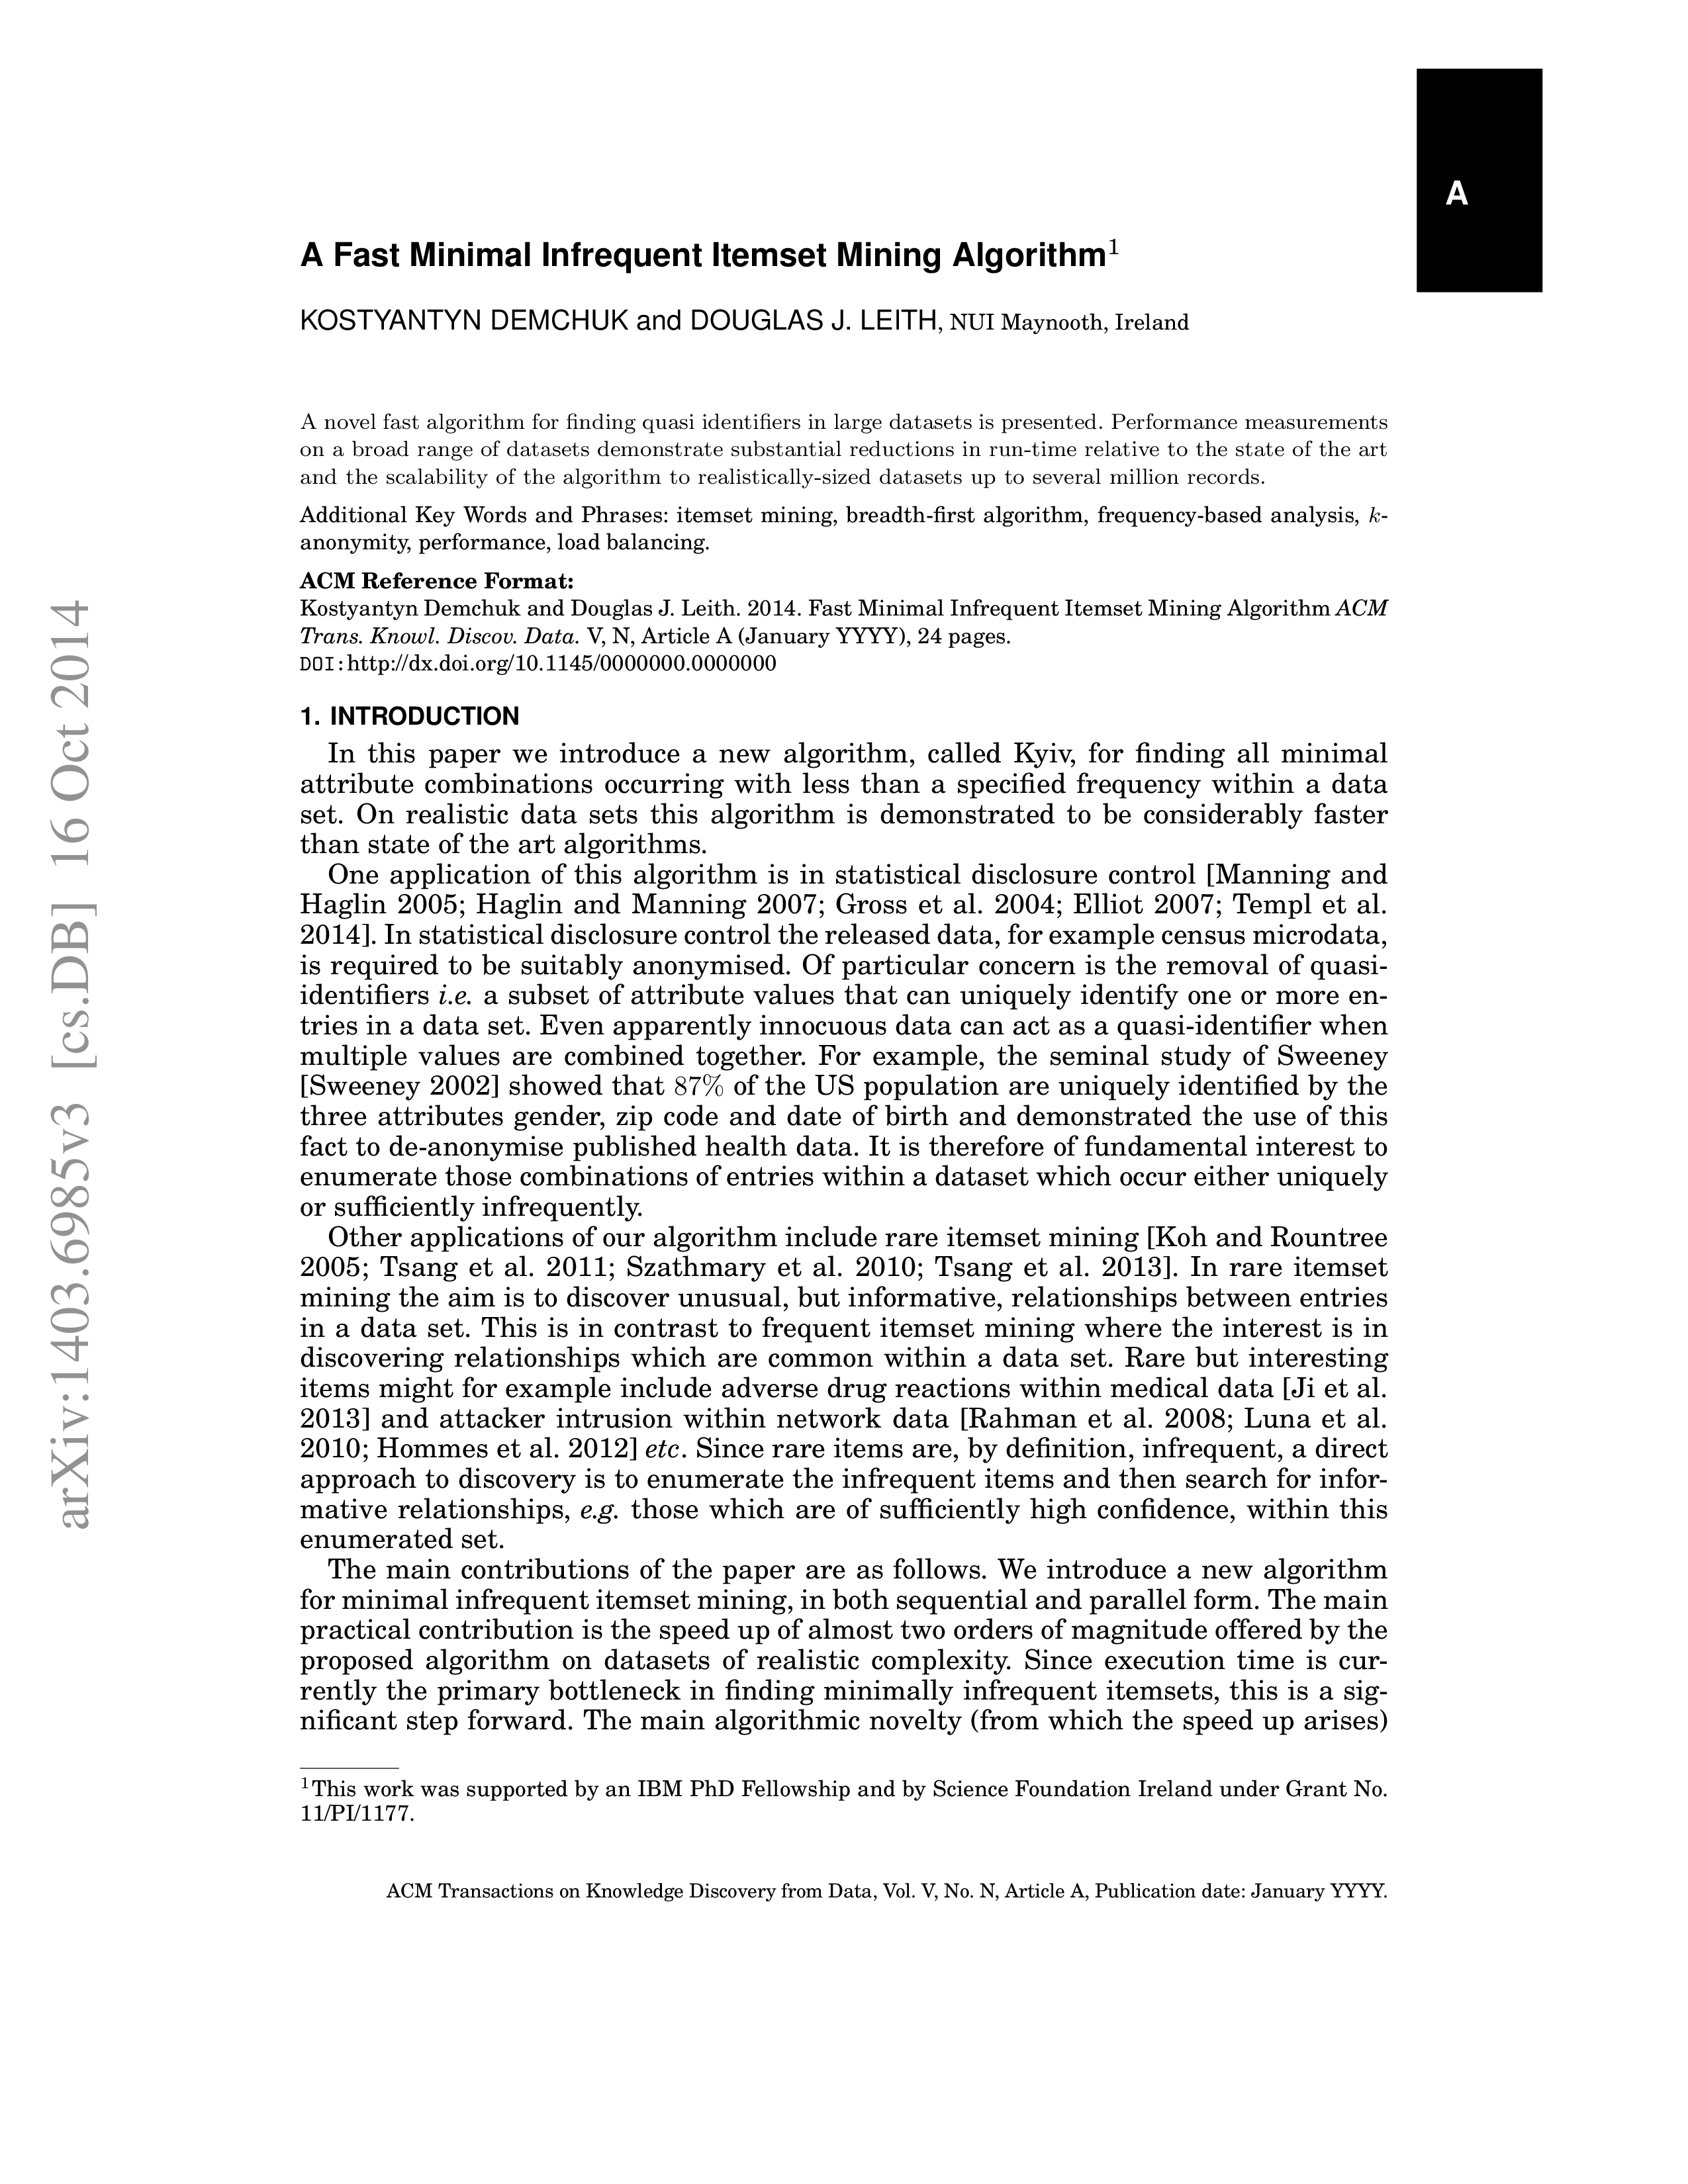 A
A Fast Minimal Infrequent Itemset Mining Algorithm1
KOSTYANTYN DEMCHUK and DOUGLAS J. LEITH, NUI Maynooth, Ireland
A novel fast algorithm for finding quasi identifiers in large datasets is presented. Performance measurements
on a broad range of datasets demonstrate substantial reductions in run-time relative to the state of the art
and the scalability of the algorithm to realistically-sized datasets up to several million records.
Additional Key Words and Phrases: itemset mining, breadth-first algorithm, frequency-based analysis, k-
anonymity, performance, load balancing.
ACM Reference Format:
Kostyantyn Demchuk and Douglas J. Leith. 2014. Fast Minimal Infrequent Itemset Mining Algorithm ACM
Trans. Knowl. Discov. Data. V, N, Article A (January YYYY), 24 pages.
DOI:http://dx.doi.org/10.1145/0000000.0000000
1. INTRODUCTION
In this paper we introduce a new algorithm, called Kyiv, for finding all minimal
attribute combinations occurring with less than a specified frequency within a data
set. On realistic data sets this algorithm is demonstrated to be considerably faster
than state of the art algorithms.
One application of this algorithm is in statistical disclosure control [Manning and
Haglin 2005; Haglin and Manning 2007; Gross et al. 2004; Elliot 2007; Templ et al.
2014]. In statistical disclosure control the released data, for example census microdata,
is required to be suitably anonymised. Of particular concern is the removal of quasi-
identifiers i.e. a subset of attribute values that can uniquely identify one or more en-
tries in a data set. Even apparently innocuous data can act as a quasi-identifier when
multiple values are combined together. For example, the seminal study of Sweeney
[Sweeney 2002] showed that 87% of the US population are uniquely identified by the
three attributes gender, zip code and date of birth and demonstrated the use of this
fact to de-anonymise published health data. It is therefore of fundamental interest to
enumerate those combinations of entries within a dataset which occur either uniquely
or sufficiently infrequently.
Other applications of our algorithm include rare itemset mining [Koh and Rountree
2005; Tsang et al. 2011; Szathmary et al. 2010; Tsang et al. 2013]. In rare itemset
mining the aim is to discover unusual, but informative, relationships between entries
in a data set. This is in contrast to frequent itemset mining where the interest is in
discovering relationships which are common within a data set. Rare but interesting
items might for example include adverse drug reactions within medical data [Ji et al.
2013] and attacker intrusion within network data [Rahman et al. 2008; Luna et al.
2010; Hommes et al. 2012] etc. Since rare items are, by definition, infrequent, a direct
approach to discovery is to enumerate the infrequent items and then search for infor-
mative relationships, e.g. those which are of sufficiently high confidence, within this
enumerated set.
The main contributions of the paper are as follows. We introduce a new algorithm
for minimal infrequent itemset mining, in both sequential and parallel form. The main
practical contribution is the speed up of almost two orders of magnitude offered by the
proposed algorithm on datasets of realistic complexity. Since execution time is cur-
rently the primary bottleneck in finding minimally infrequent itemsets, this is a sig-
nificant step forward. The main algorithmic novelty (from which the speed up arises)
1This work was supported by an IBM PhD Fellowship and by Science Foundation Ireland under Grant No.
11/PI/1177.
ACM Transactions on Knowledge Discovery from Data, Vol. V, No. N, Article A, Publication date: January YYYY.
arXiv:1403.6985v3 [cs.DB] 16 Oct 2014